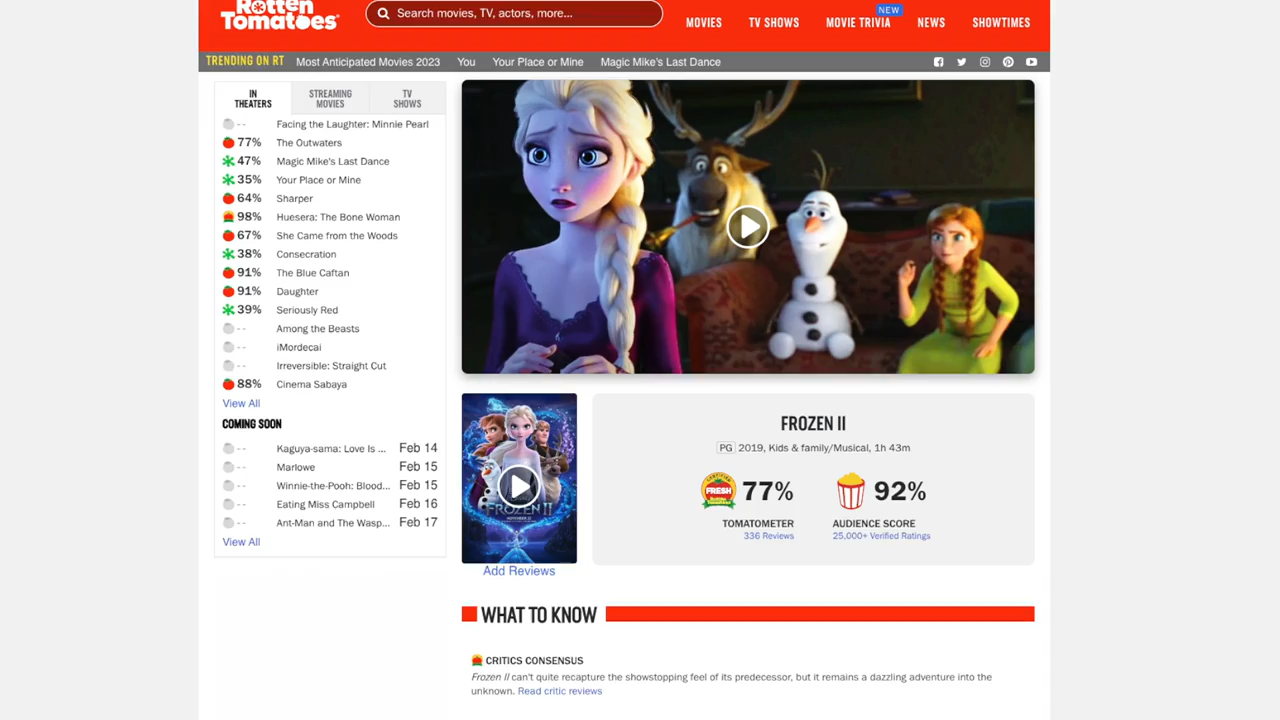 Rotten
Tomatoes
Search movies, TV, actors, more...
MOVIES
TV SHOWS
MOVIE TRIVIA
NEW
NEWS
SHOWTIMES
TRENDING ON RT
Most Anticipated Movies 2023
You
Your Place or Mine
Magic Mike's Last Dance
IN THEATERS
STREAMING MOVIES
TV SHOWS
- - Facing the Laughter: Minnie Pearl
77% The Outwaters
47% Magic Mike's Last Dance
35% Your Place or Mine
64% Sharper
98% Huesera: The Bone Woman
67% She Came from the Woods
38% Consecration
91% The Blue Caftan
91% Daughter
39% Seriously Red
- - Among the Beasts
- - iMordecai
- - Irreversible: Straight Cut
88% Cinema Sabaya
View All
COMING SOON
- - Kaguya-sama: Love Is ... Feb 14
- - Marlowe Feb 15
- - Winnie-the-Pooh: Blood... Feb 15
- - Eating Miss Campbell Feb 16
- - Ant-Man and The Wasp... Feb 17
View All
FROZEN II
NOVEMBER 22
Add Reviews
FROZEN II
PG 2019, Kids & family/Musical, 1h 43m
CERTIFIED
FRESH
Rotten Tomatoes
77%
92%
TOMATOMETER
AUDIENCE SCORE
336 Reviews
25,000+ Verified Ratings
WHAT TO KNOW
CRITICS CONSENSUS
Frozen II can't quite recapture the showstopping feel of its predecessor, but it remains a dazzling adventure into the
unknown. Read critic reviews